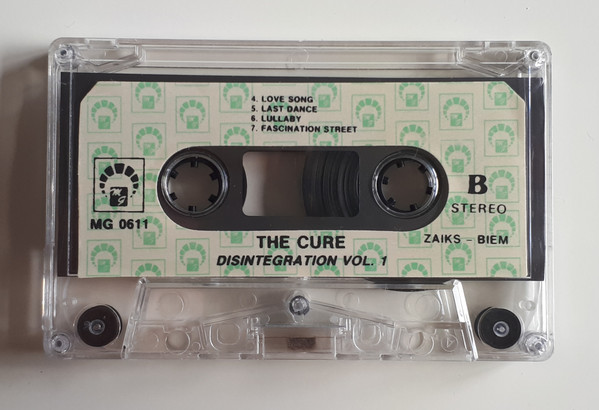 4. LOVE SONG
5. LAST DANCE
6. LULLABY
7. FASCINATION STREET
MG
B
STEREO
MG 0611
THE CURE
ZAIKS - BIEM
DISINTEGRATION VOL. 1